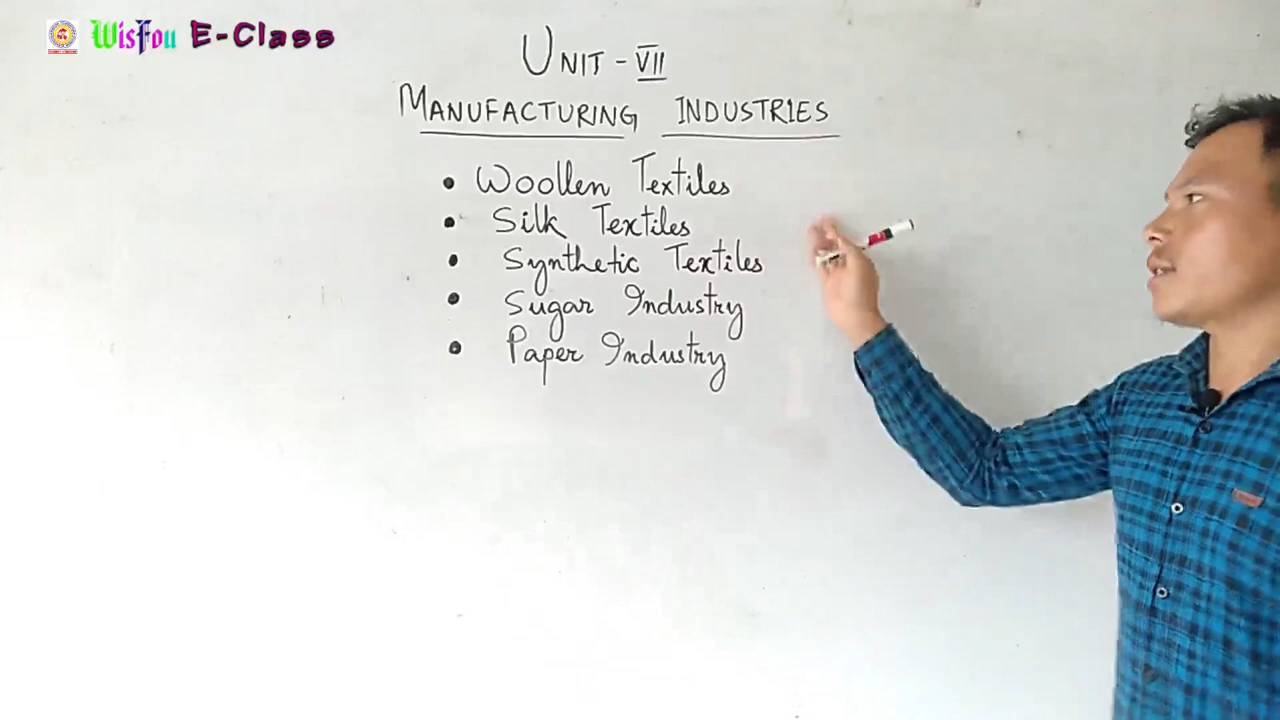 WisFou E-Class
UNIT - VII
MANUFACTURING INDUSTRIES
• Woollen Textiles
• Silk Textiles
• Synthetic Textiles
• Sugar Industry
• Paper Industry